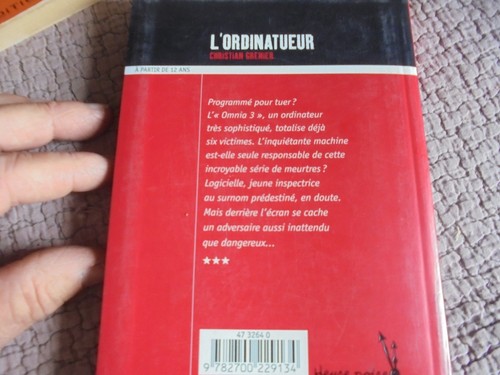 L'ORDINATUEUR
CHRISTIAN GRENIER
À PARTIR DE 12 ANS
Programmé pour tuer ?
L'« Omnia 3 », un ordinateur
très sophistiqué, totalise déjà
six victimes. L'inquiétante machine
est-elle seule responsable de cette
incroyable série de meurtres ?
Logicielle, jeune inspectrice
au surnom prédestiné, en doute.
Mais derrière l'écran se cache
un adversaire aussi inattendu
que dangereux...
★★★
47 3264 0
9 782700 229134